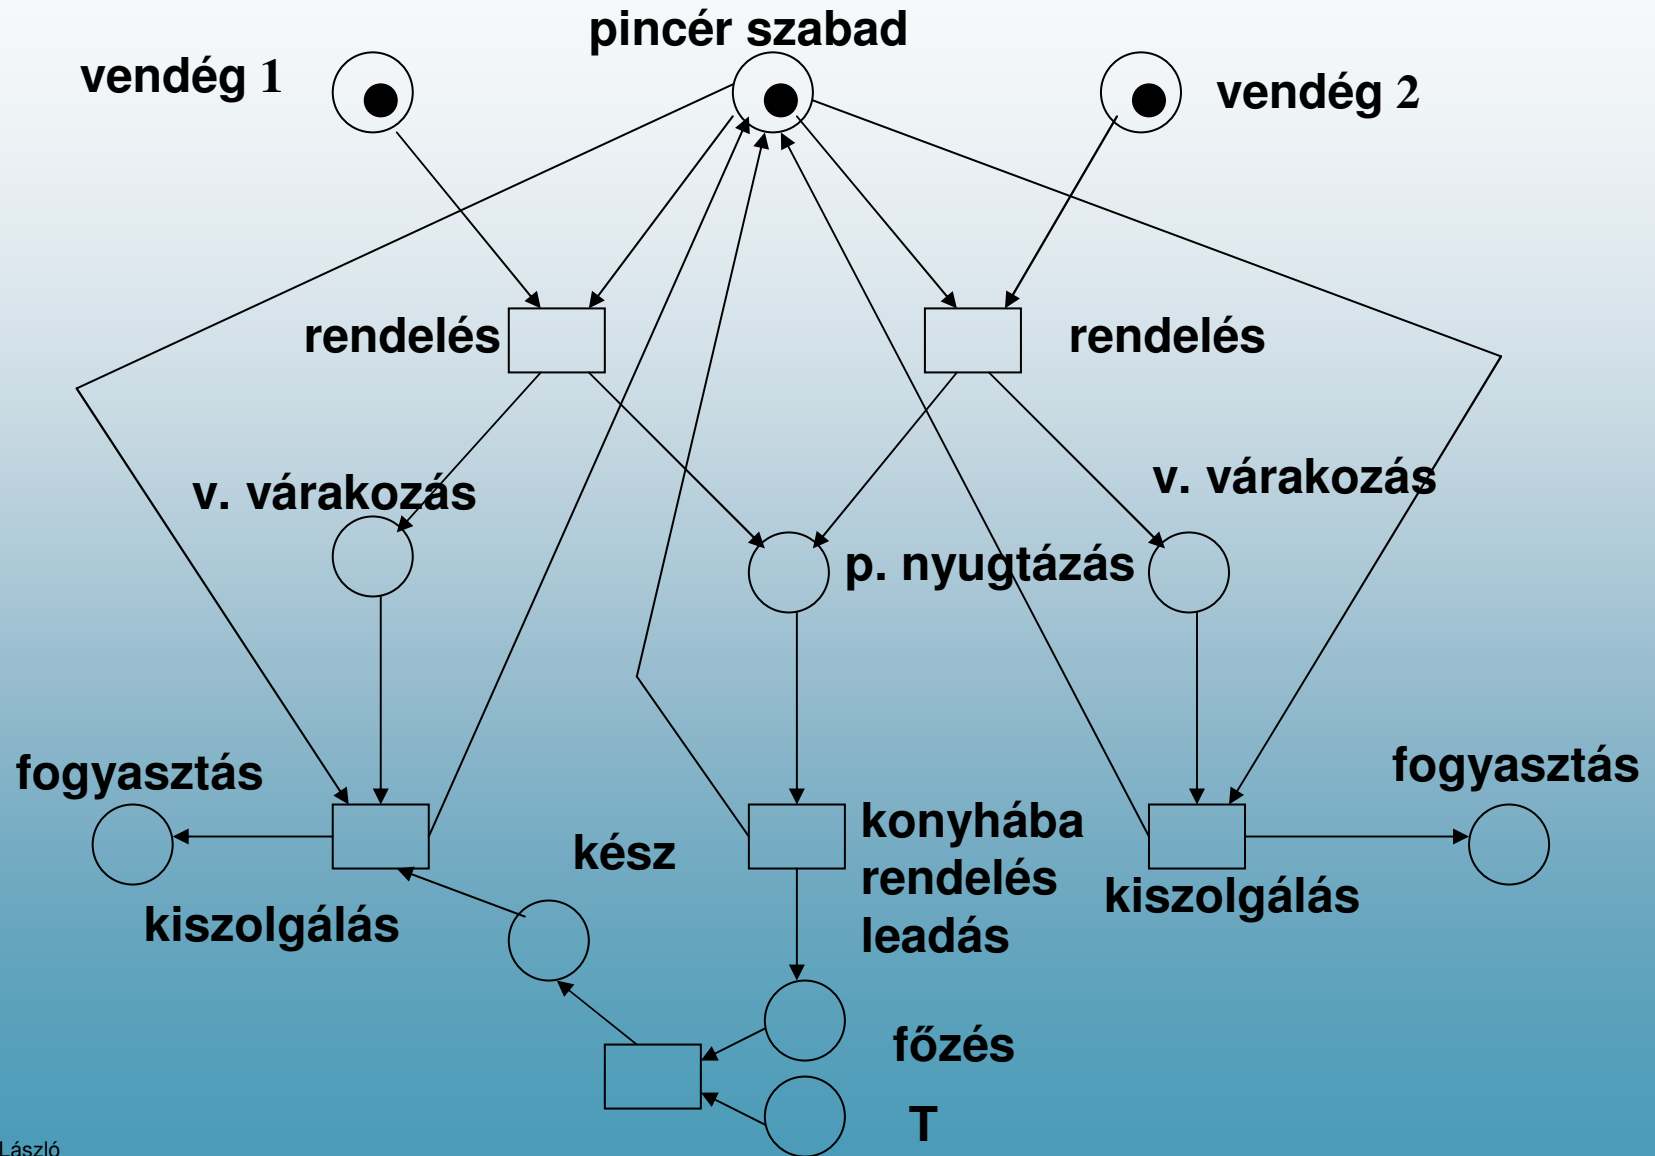 pincér szabad
vendég 1
vendég 2
rendelés
rendelés
v. várakozás
v. várakozás
p. nyugtázás
fogyasztás
fogyasztás
kész
konyhába
rendelés
leadás
kiszolgálás
kiszolgálás
főzés
T
László